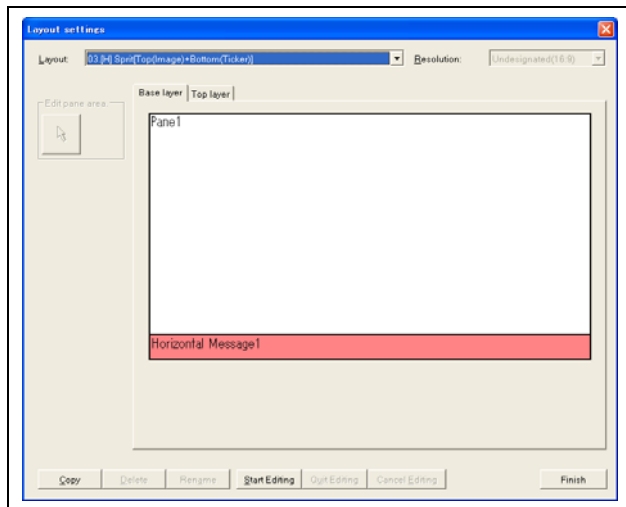 Layout settings
Layout: 03.[H] Sprit[Top(Image)+Bottom(Ticker)] Resolution: Undesignated(16:9)
Edit pane area.
Base layer Top layer
Pane1
Horizontal Message1
Copy Delete Rename Start Editing Quit Editing Cancel Editing Finish